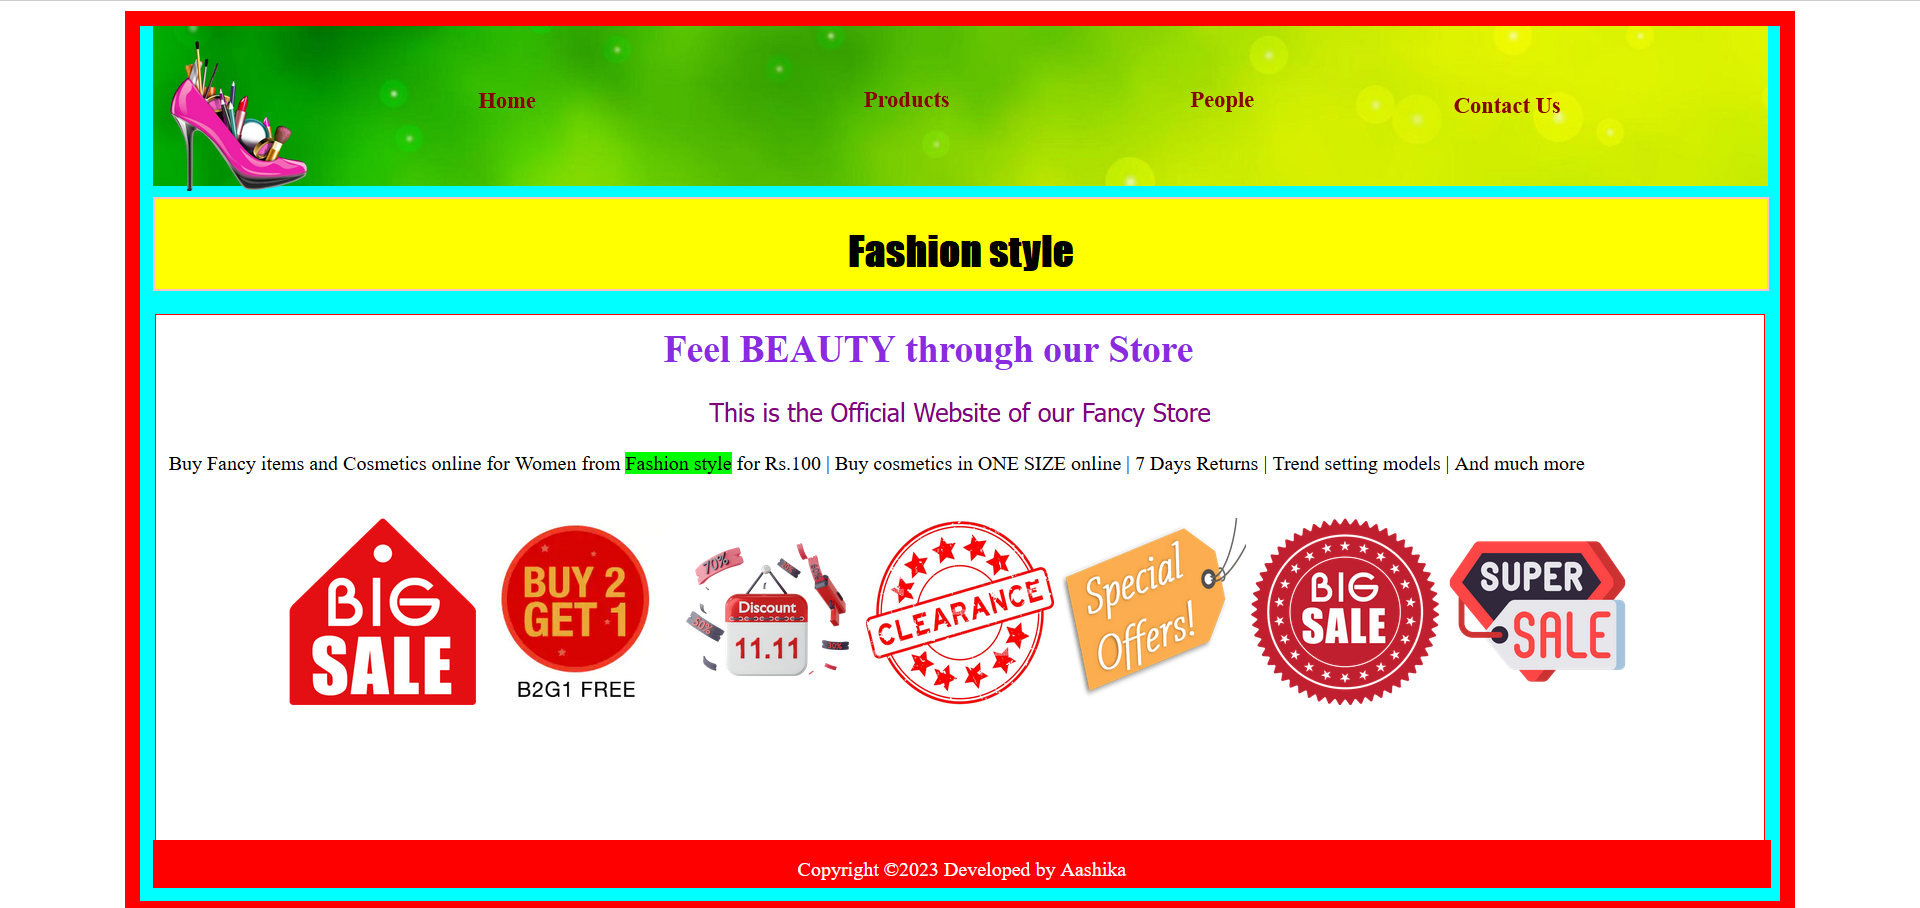 Home
Products
People
Contact Us
Fashion style
Feel BEAUTY through our Store
This is the Official Website of our Fancy Store
Buy Fancy items and Cosmetics online for Women from Fashion style for Rs.100 | Buy cosmetics in ONE SIZE online | 7 Days Returns | Trend setting models | And much more
BIG
SALE
BUY 2
GET 1
B2G1 FREE
70%
50%
Discount
11.11
CLEARANCE
Special
Offers!
BIG
SALE
SUPER
SALE
Copyright ©2023 Developed by Aashika